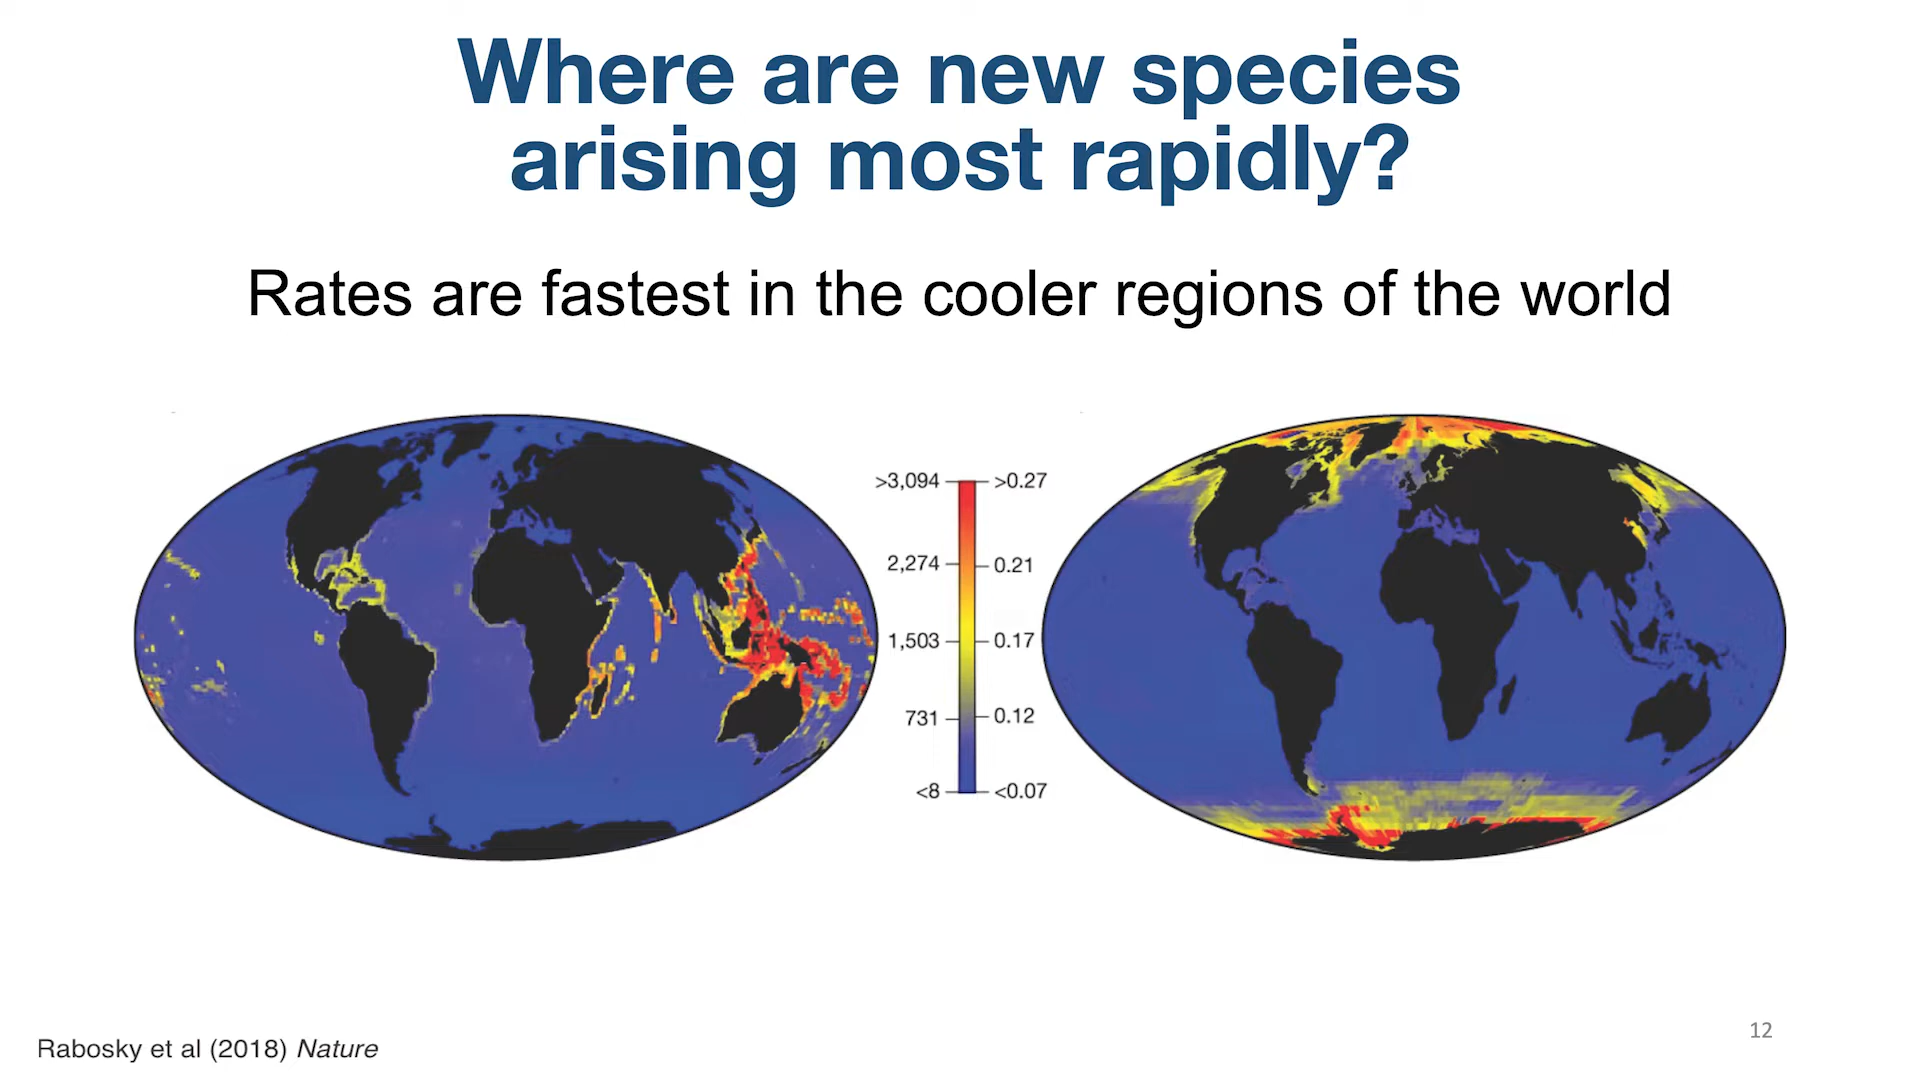 Where are new species
arising most rapidly?
Rates are fastest in the cooler regions of the world
>3,094 >0.27
2,274 0.21
1,503 0.17
731 0.12
<8 <0.07
Rabosky et al (2018) Nature
12